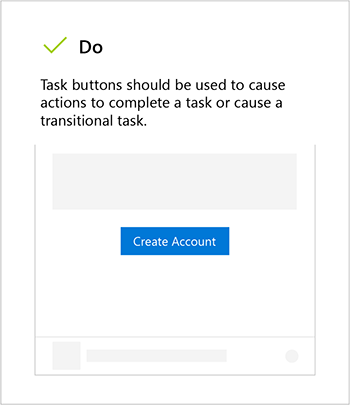 Do
Task buttons should be used to cause
actions to complete a task or cause a
transitional task.
Create Account